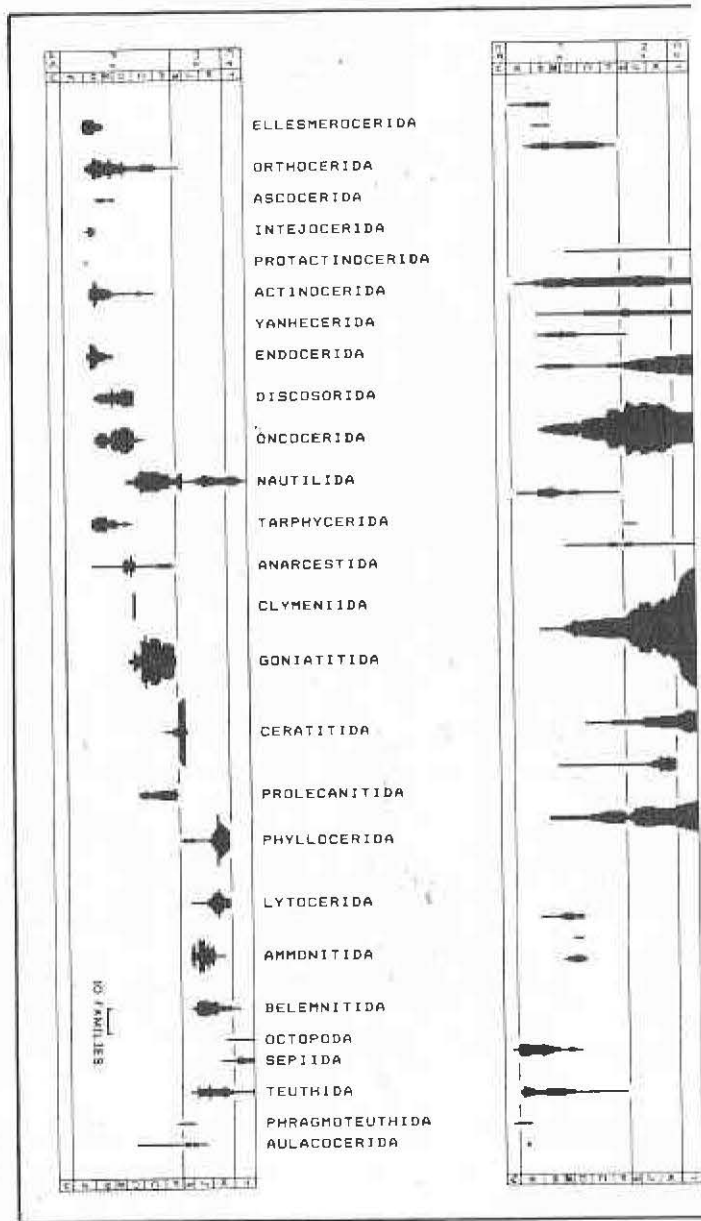 ELLESMEROCERIDA
ORTHOCERIDA
ASCOCERIDA
INTEJOCERIDA
PROTACTINOCERIDA
ACTINOCERIDA
YANHECERIDA
ENDOCERIDA
DISCOSORIDA
ONCOCERIDA
NAUTILIDA
TARPHYCERIDA
ANARCESTIDA
CLYMENIIDA
GONIATITIDA
CERATITIDA
PROLECANITIDA
PHYLLOCERIDA
LYTOCERIDA
AMMONITIDA
BELEMNITIDA
OCTOPODA
SEPIIDA
TEUTHIDA
PHRAGMOTEUTHIDA
AULACOCERIDA
10 FAMILIES